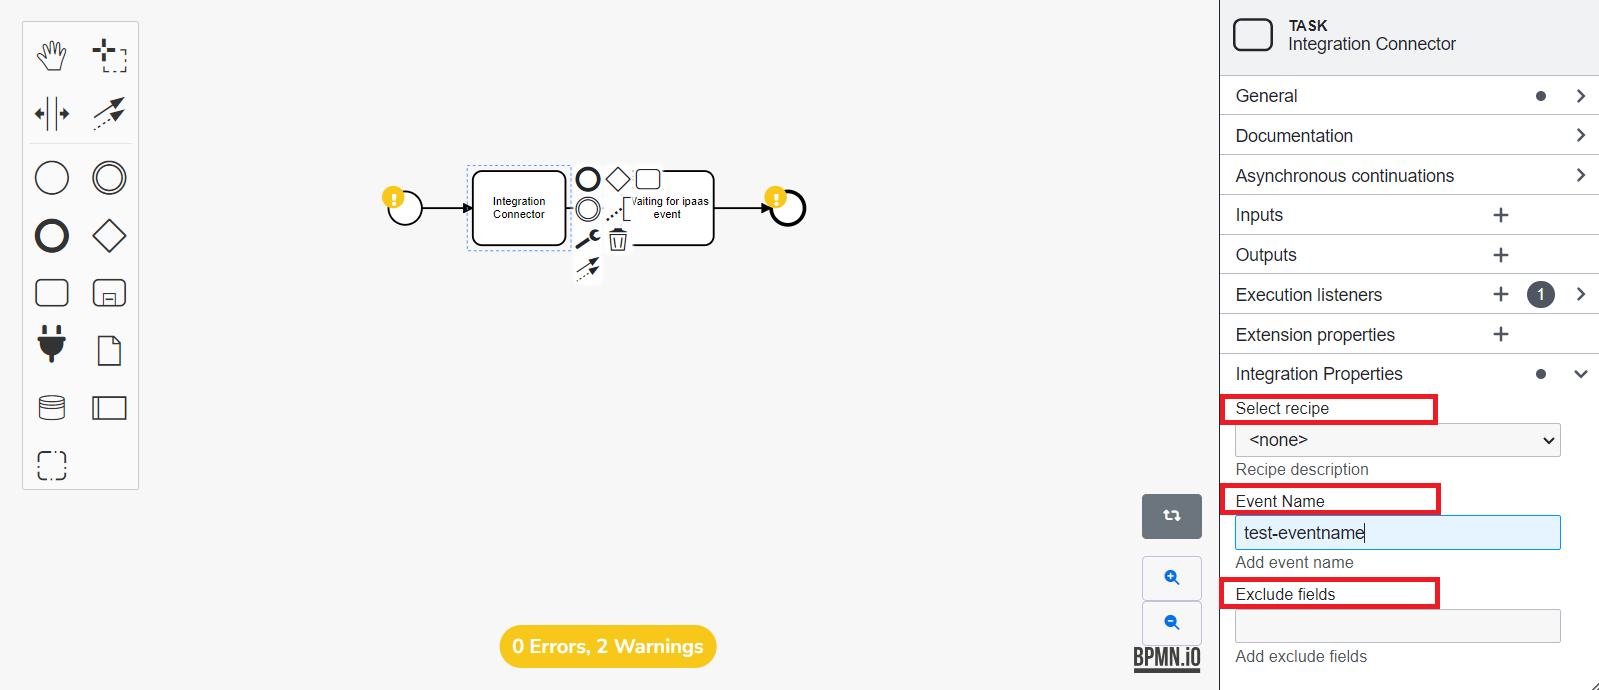 Integration
Connector
Waiting for ipaas
event
0 Errors, 2 Warnings
BPMN.iO
TASK
Integration Connector
General
Documentation
Asynchronous continuations
Inputs
Outputs
Execution listeners
1
Extension properties
Integration Properties
Select recipe
<none>
Recipe description
Event Name
test-eventname
Add event name
Exclude fields
Add exclude fields